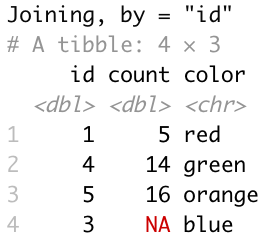 Joining, by = "id"
# A tibble: 4 × 3
id count color
<dbl> <dbl> <chr>
1 1 5 red
2 4 14 green
3 5 16 orange
4 3 NA blue